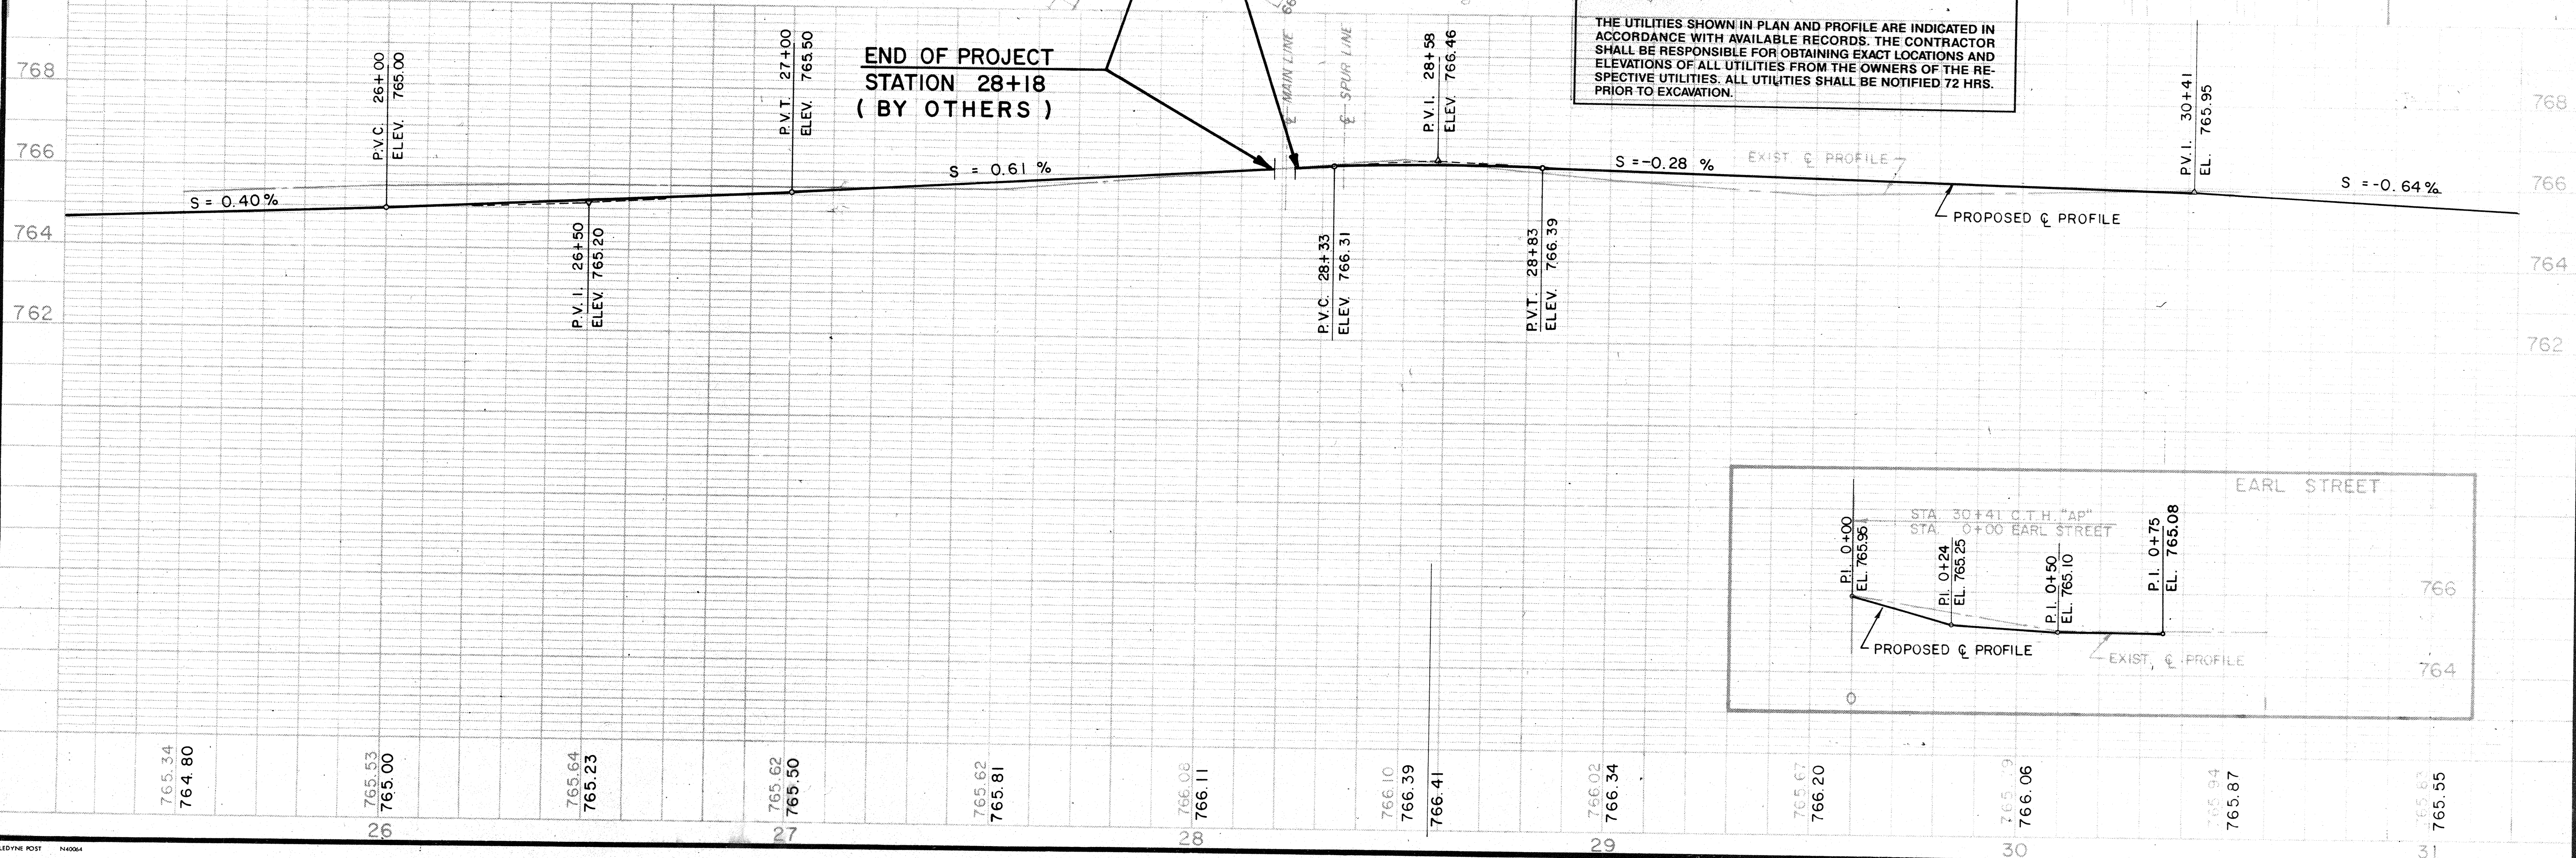 THE UTILITIES SHOWN IN PLAN AND PROFILE ARE INDICATED IN
ACCORDANCE WITH AVAILABLE RECORDS. THE CONTRACTOR
SHALL BE RESPONSIBLE FOR OBTAINING EXACT LOCATIONS AND
ELEVATIONS OF ALL UTILITIES FROM THE OWNERS OF THE RE-
SPECTIVE UTILITIES. ALL UTILITIES SHALL BE NOTIFIED 72 HRS.
PRIOR TO EXCAVATION.
END OF PROJECT
STATION 28+18
( BY OTHERS )
768
766
764
762
P.V.C. 26+00
ELEV. 765.00
P.V.I. 26+50
ELEV. 765.20
P.V.T. 27+00
ELEV. 765.50
℄ MAIN LINE
℄ SPUR LINE
P.V.C. 28+33
ELEV. 766.31
P.V.I. 28+58
ELEV. 766.46
P.V.T. 28+83
ELEV. 766.39
P.V.I. 30+41
EL. 765.95
S = 0.40%
S = 0.61 %
S =-0.28 %
S =-0.64%
EXIST. ℄ PROFILE
PROPOSED ℄ PROFILE
768
766
764
762
EARL STREET
STA. 30+41 C.T.H. "AP"
STA. 0+00 EARL STREET
P.I. 0+00
EL. 765.95
P.I. 0+24
EL. 765.25
P.I. 0+50
EL. 765.10
P.I. 0+75
EL. 765.08
PROPOSED ℄ PROFILE
EXIST. ℄ PROFILE
766
764
0
765.34
764.80
765.53
765.00
765.64
765.23
765.62
765.50
765.62
765.81
766.08
766.11
766.10
766.39
766.41
766.02
766.34
765.67
766.20
766.06
765.94
765.87
765.55
26
27
28
29
30
31
LEDYNE POST N40064